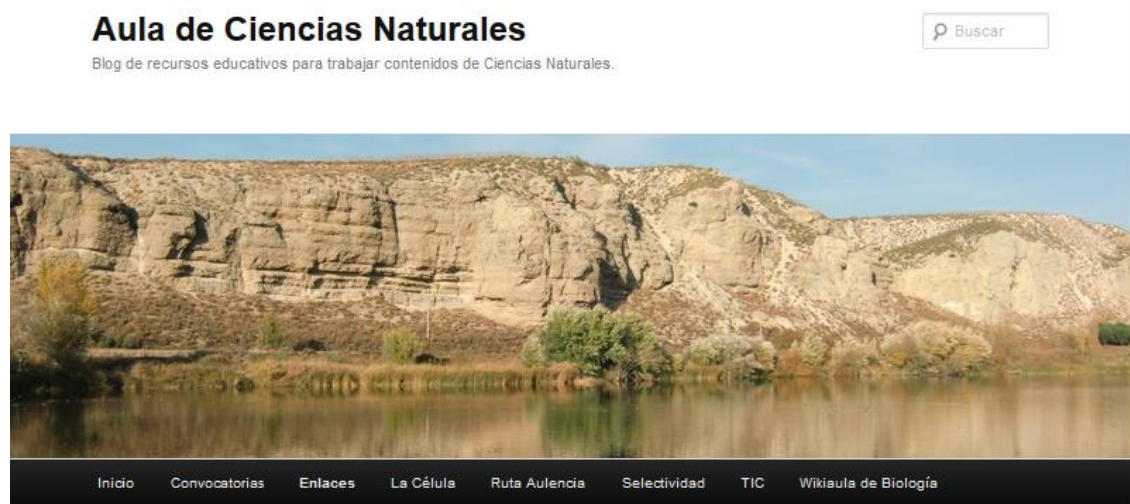 Aula de Ciencias Naturales
Buscar
Blog de recursos educativos para trabajar contenidos de Ciencias Naturales.
Inicio Convocatorias Enlaces La Célula Ruta Aulencia Selectividad TIC Wikiaula de Biología